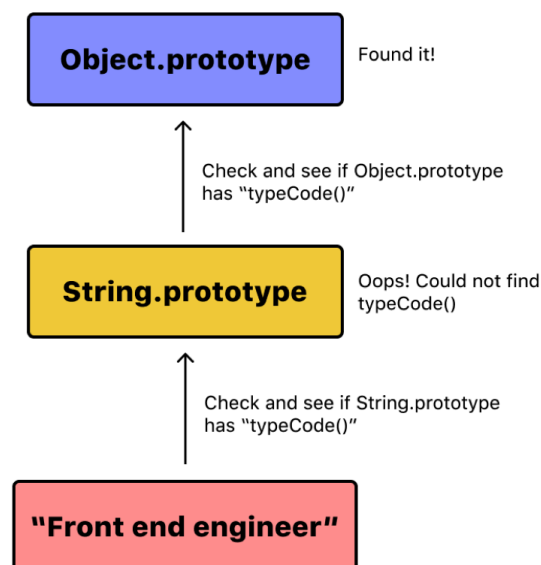 Object.prototype
Found it!
Check and see if Object.prototype
has “typeCode()”
String.prototype
Oops! Could not find
typeCode()
Check and see if String.prototype
has “typeCode()”
“Front end engineer”